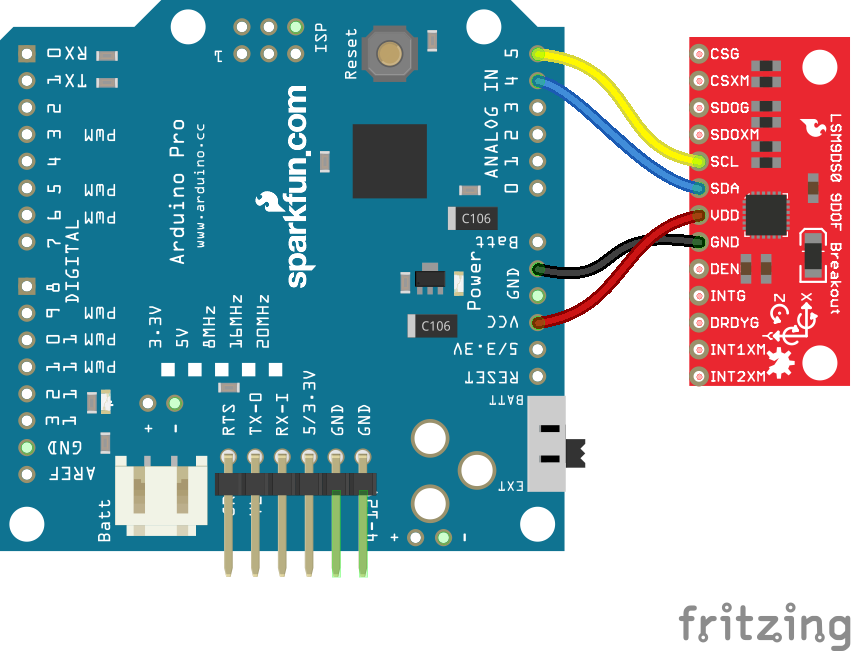 RX 0
TX 1
2
PWM 3
4
PWM 5
PWM 6
7
DIGITAL
8
PWM 9
PWM 10
PWM 11
12
13
GND
AREF
1
ISP
Reset
Arduino Pro
www.arduino.cc
sparkfun.com
ANALOG IN
5
4
3
2
1
0
C106
Batt
Power
GND
C106
VCC
5/3.3V
RESET
3.3V
5V
8MHz
16MHz
20MHz
+ -
RTS
TX-O
RX-I
5/3.3V
GND
GND
Batt
BATT
EXT
+ -
CSG
CSXM
SDOG
SDOXM
SCL
SDA
VDD
GND
DEN
INTG
DRDYG
INT1XM
INT2XM
LSM9DS0 9DOF Breakout
Z
X
Y
fritzing